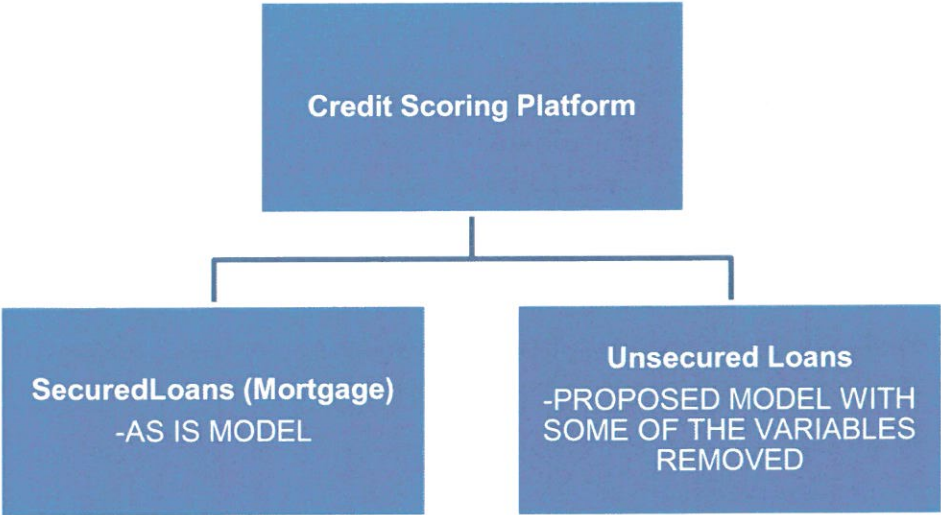 Credit Scoring Platform
SecuredLoans (Mortgage)
-AS IS MODEL
Unsecured Loans
-PROPOSED MODEL WITH
SOME OF THE VARIABLES
REMOVED